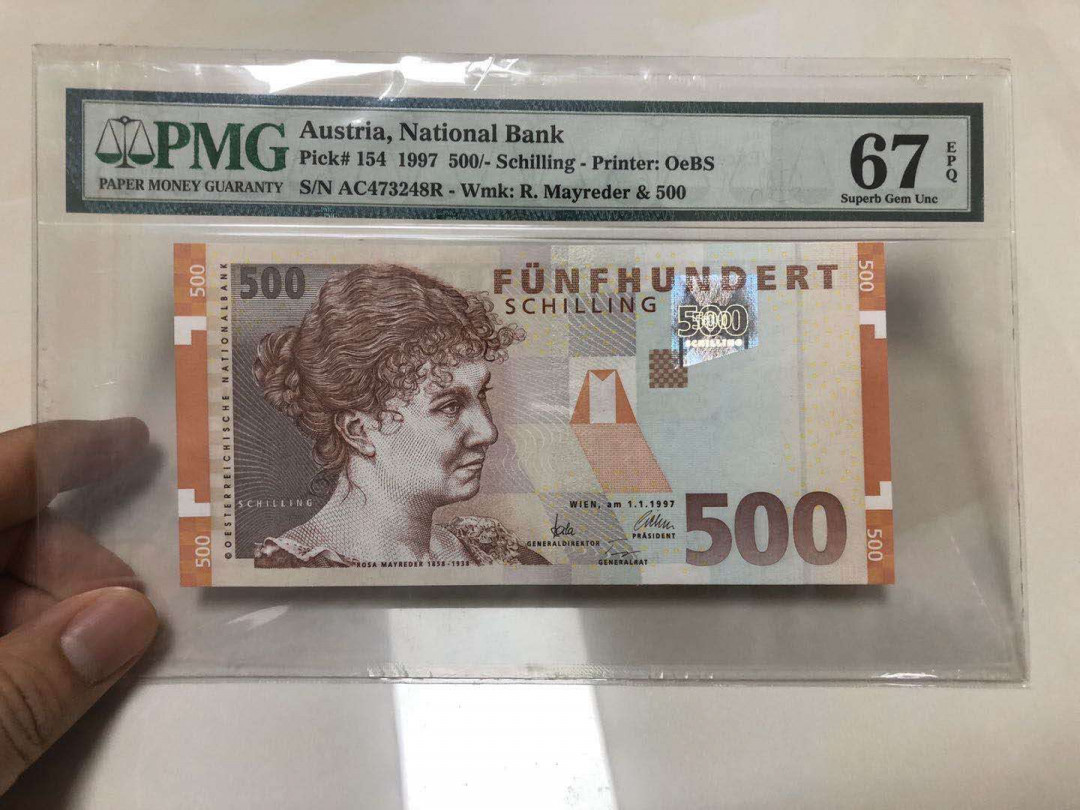 PMG
PAPER MONEY GUARANTY
Austria, National Bank
Pick# 154 1997 500/- Schilling - Printer: OeBS
S/N AC473248R - Wmk: R. Mayreder & 500
67
EPQ
Superb Gem Unc
500
500
©OESTERREICHISCHE NATIONALBANK
500
SCHILLING
FÜNFHUNDERT
SCHILLING
500
SCHILLING
500
WIEN, am 1.1.1997
GENERALDIREKTOR
PRÄSIDENT
GENERALRAT
500
ROSA MAYREDER 1858-1938
500